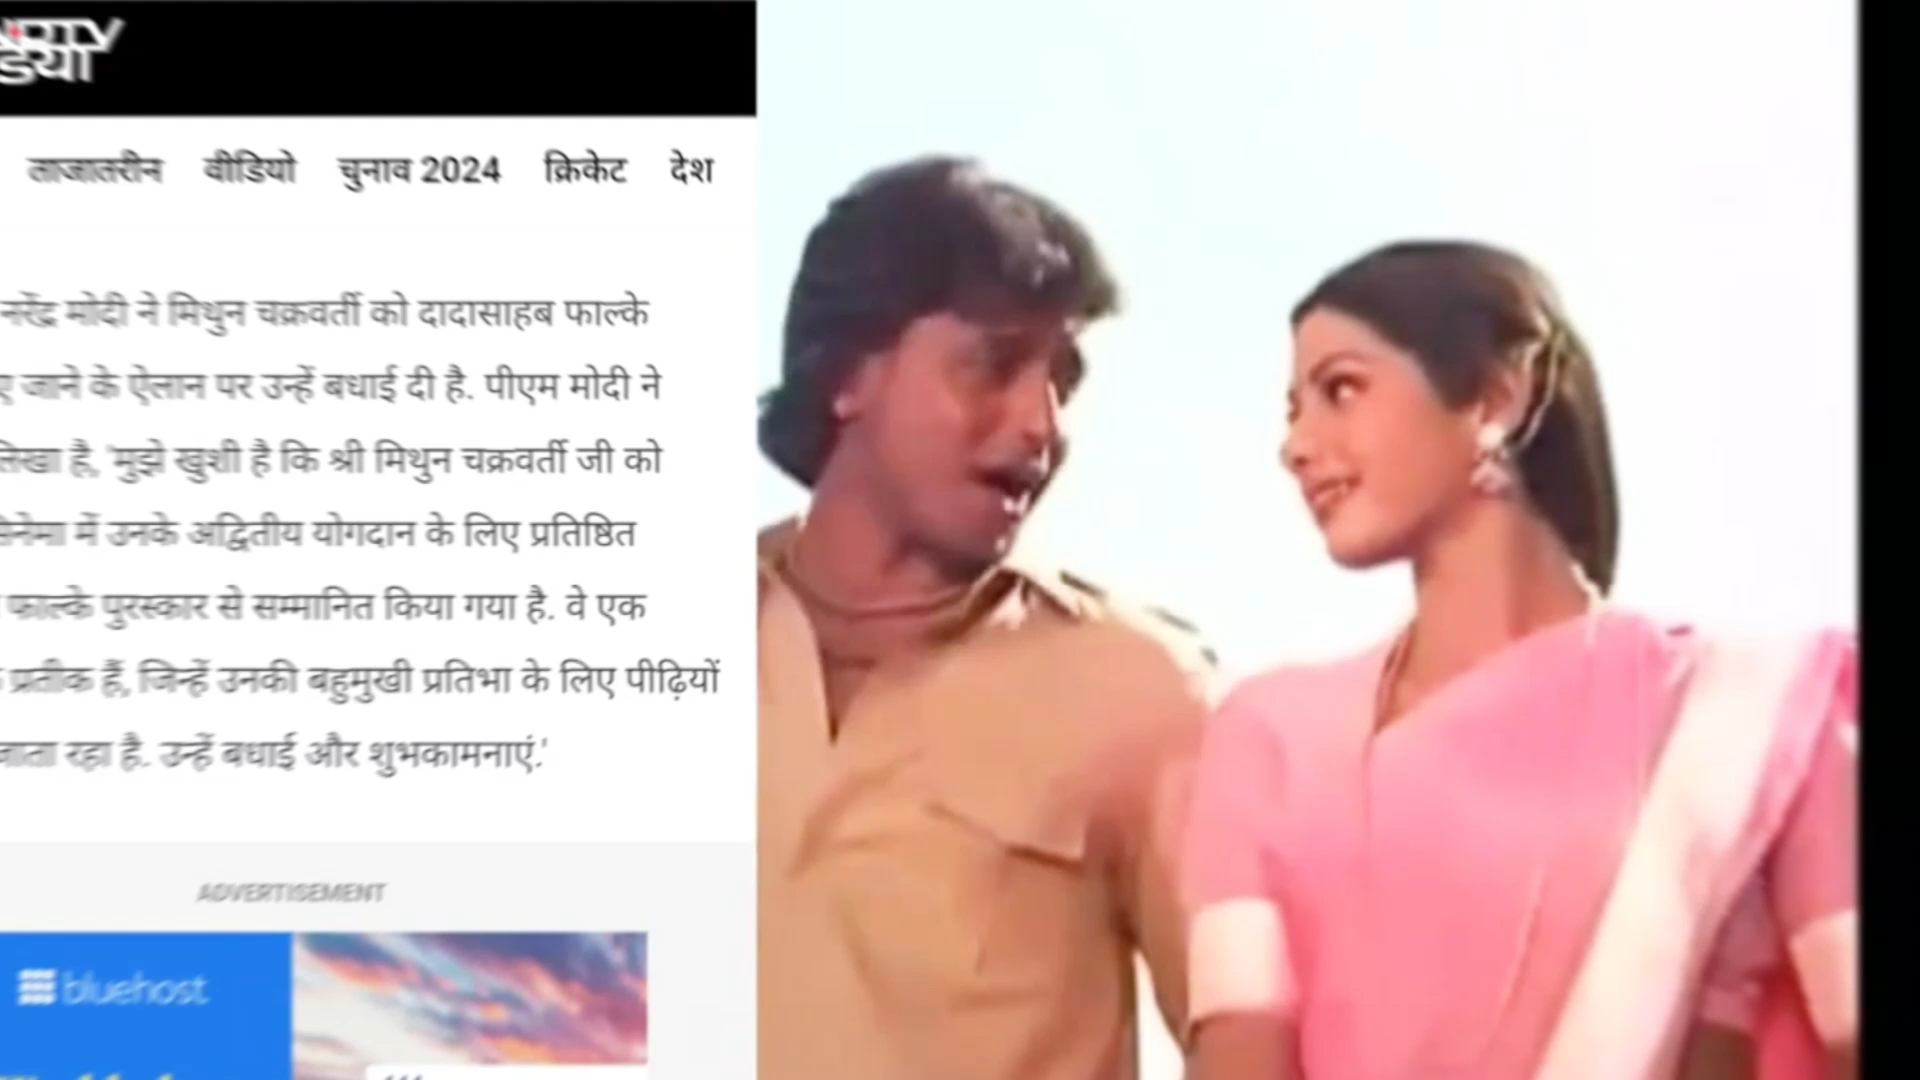 NDTV
डिया
ताजातरीन वीडियो चुनाव 2024 क्रिकेट देश
नरेंद्र मोदी ने मिथुन चक्रवर्ती को दादासाहब फाल्के
ए जाने के ऐलान पर उन्हें बधाई दी है. पीएम मोदी ने
लिखा है, 'मुझे खुशी है कि श्री मिथुन चक्रवर्ती जी को
सिनेमा में उनके अद्वितीय योगदान के लिए प्रतिष्ठित
फाल्के पुरस्कार से सम्मानित किया गया है. वे एक
प्रतीक हैं, जिन्हें उनकी बहुमुखी प्रतिभा के लिए पीढ़ियों
जाता रहा है. उन्हें बधाई और शुभकामनाएं.'
ADVERTISEMENT
bluehost